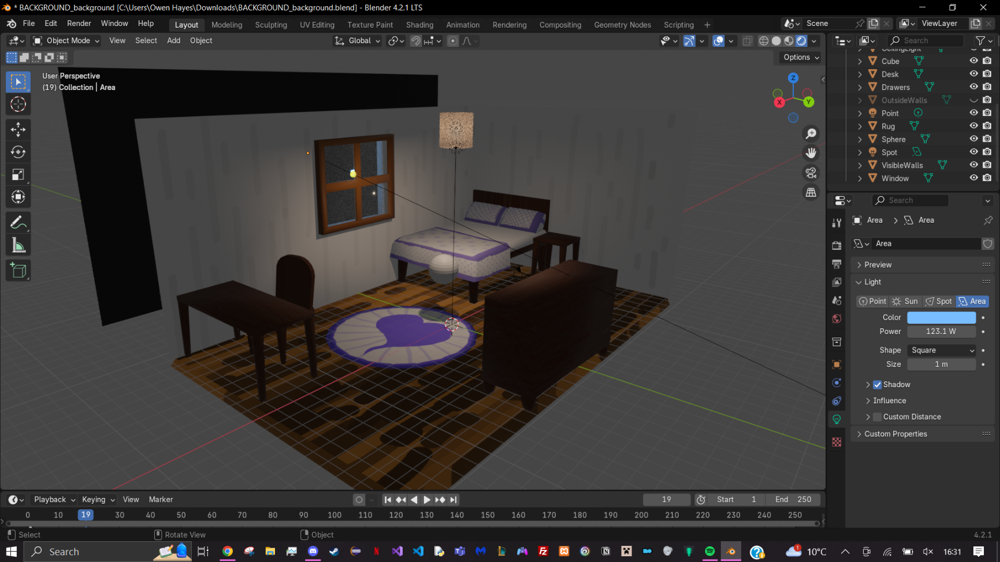 * BACKGROUND_background [C:\Users\Owen Hayes\Downloads\BACKGROUND_background.blend] - Blender 4.2.1 LTS
File Edit Render Window Help Layout Modeling Sculpting UV Editing Texture Paint Shading Animation Rendering Compositing Geometry Nodes Scripting + Scene ViewLayer
Object Mode View Select Add Object Global Search
Options
User Perspective
(19) Collection | Area
Z
X Y
CeilingLight
Cube
Desk
Drawers
OutsideWalls
Point
Rug
Sphere
Spot
VisibleWalls
Window
Search
Area > Area
Area
Preview
Light
Point Sun Spot Area
Color
Power 123.1 W
Shape Square
Size 1 m
Shadow
Influence
Custom Distance
Custom Properties
Playback Keying View Marker 19 Start 1 End 250
0 10 19 30 40 50 60 70 80 90 100 110 120 130 140 150 160 170 180 190 200 210 220 230 240 250
Select Rotate View Object 4.2.1
Search 1 10°C 16:31